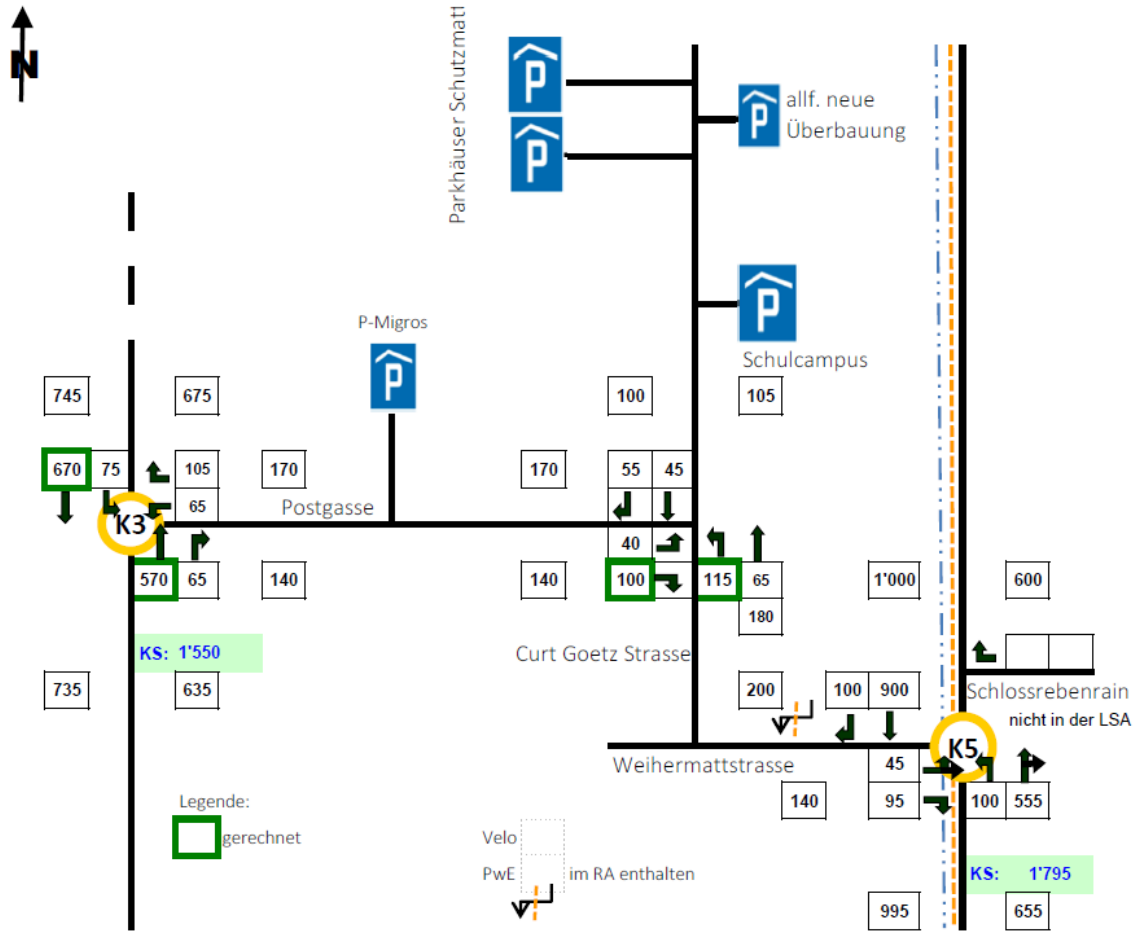 N
Parkhäuser Schutzmatt
P
P
P
allf. neue
Überbauung
P
Schulcampus
P-Migros
P
745
675
100
105
670
75
105
170
170
55
45
65
Postgasse
K3
40
570
65
140
140
100
115
65
1'000
600
180
KS: 1'550
Curt Goetz Strasse
735
635
200
100
900
Schlossrebenrain
nicht in der LSA
K5
Weihermattstrasse
45
140
95
100
555
Legende:
gerechnet
Velo
PwE
im RA enthalten
KS: 1'795
995
655